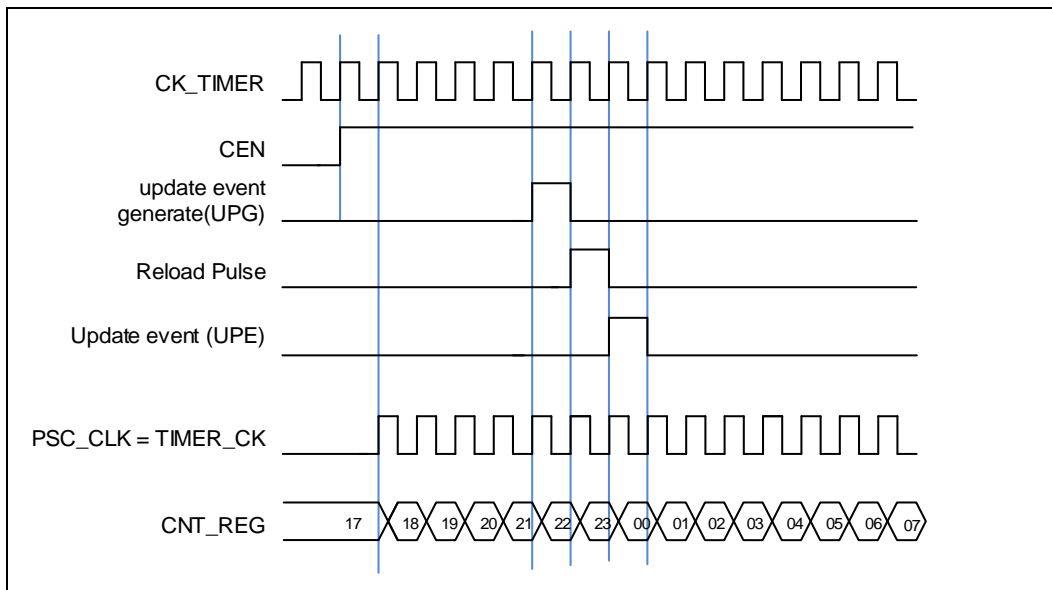 CK_TIMER
CEN
update event
generate(UPG)
Reload Pulse
Update event (UPE)
PSC_CLK = TIMER_CK
CNT_REG 17 18 19 20 21 22 23 00 01 02 03 04 05 06 07